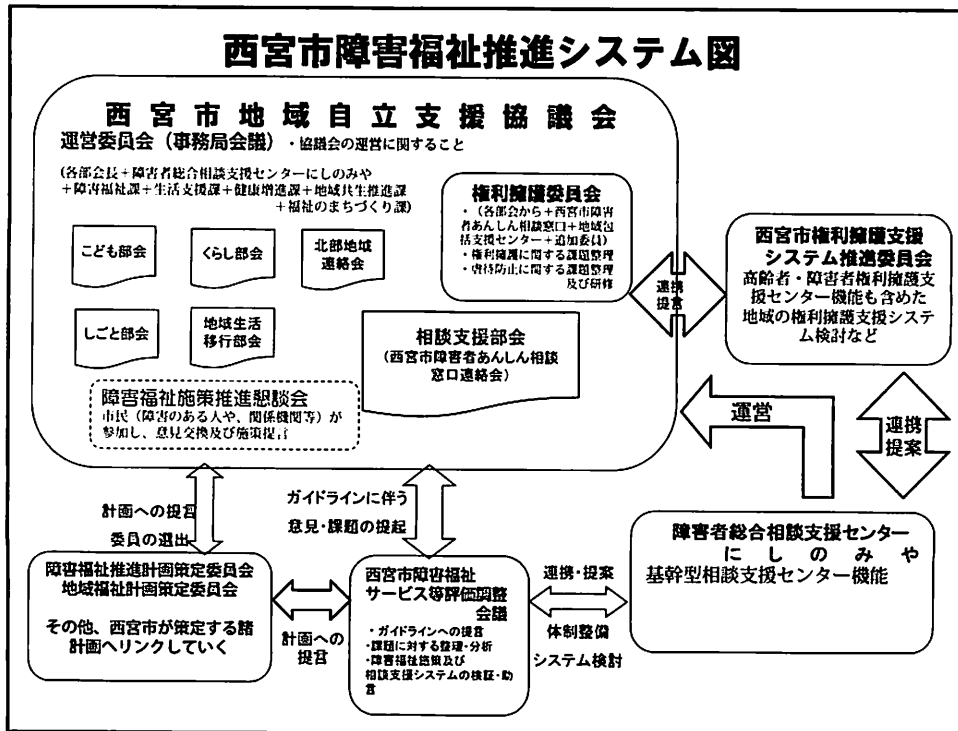 西宮市障害福祉推進システム図
西宮市地域自立支援協議会
運営委員会（事務局会議）・協議会の運営に関すること
(各部会長＋障害者総合相談支援センターにしのみや
＋障害福祉課＋生活支援課＋健康増進課＋地域共生推進課
＋福祉のまちづくり課)
権利擁護委員会
・（各部会から＋西宮市障害
者あんしん相談窓口＋地域包
括支援センター＋追加委員）
・権利擁護に関する課題整理
・虐待防止に関する課題整理
及び研修
こども部会
くらし部会
北部地域
連絡会
しごと部会
地域生活
移行部会
相談支援部会
(西宮市障害者あんしん相談
窓口連絡会)
障害福祉施策推進懇談会
市民（障害のある人や、関係機関等）が
参加し、意見交換及び施策提言
連携
提言
西宮市権利擁護支援
システム推進委員会
高齢者・障害者権利擁護支
援センター機能も含めた
地域の権利擁護支援システ
ム検討など
運営
連携
提案
計画への提言
委員の選出
ガイドラインに伴う
意見・課題の提起
障害福祉推進計画策定委員会
地域福祉計画策定委員会
その他、西宮市が策定する諸
計画へリンクしていく
計画への
提言
西宮市障害福祉
サービス等評価調整
会議
・ガイドラインへの提言
・課題に対する整理・分析
・障害福祉施策及び
相談支援システムの検証・助
言
連携・提案
体制整備
システム検討
障害者総合相談支援センター
にしのみや
基幹型相談支援センター機能